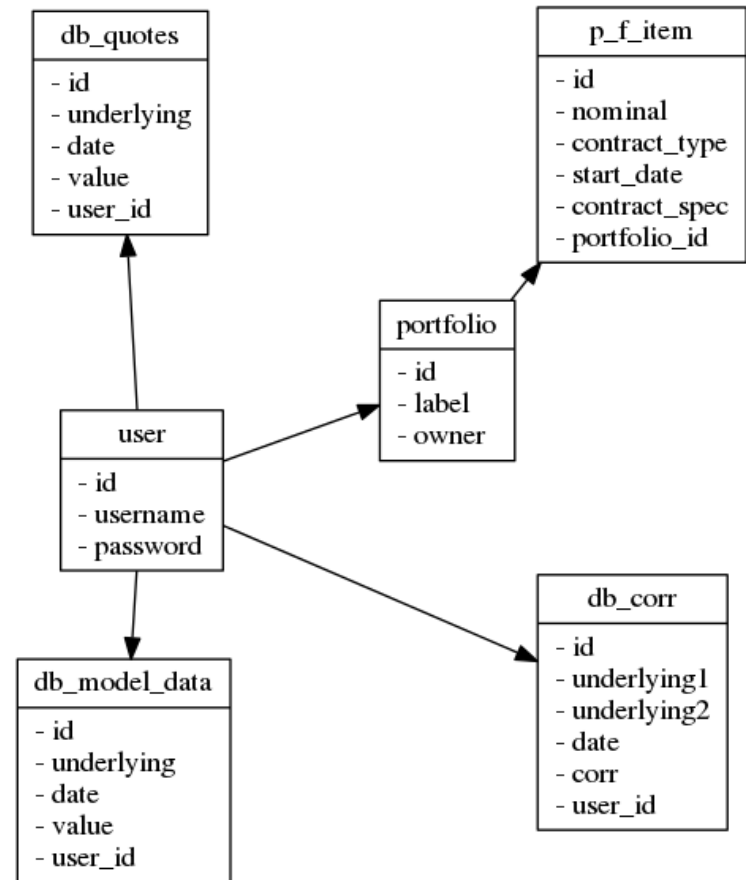 db_quotes
- id
- underlying
- date
- value
- user_id
p_f_item
- id
- nominal
- contract_type
- start_date
- contract_spec
- portfolio_id
portfolio
- id
- label
- owner
user
- id
- username
- password
db_corr
- id
- underlying1
- underlying2
- date
- corr
- user_id
db_model_data
- id
- underlying
- date
- value
- user_id